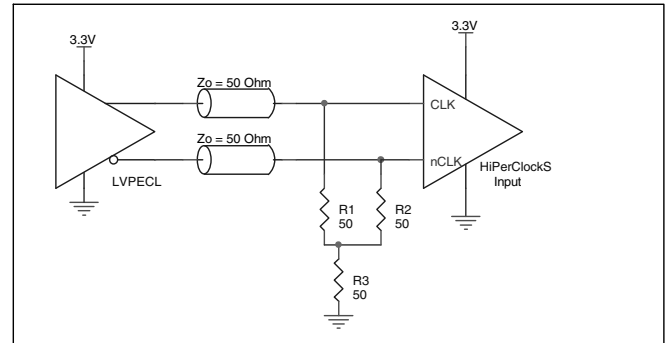 3.3V
3.3V
Zo = 50 Ohm
CLK
Zo = 50 Ohm
nCLK
HiPerClockS
Input
LVPECL
R1
50
R2
50
R3
50